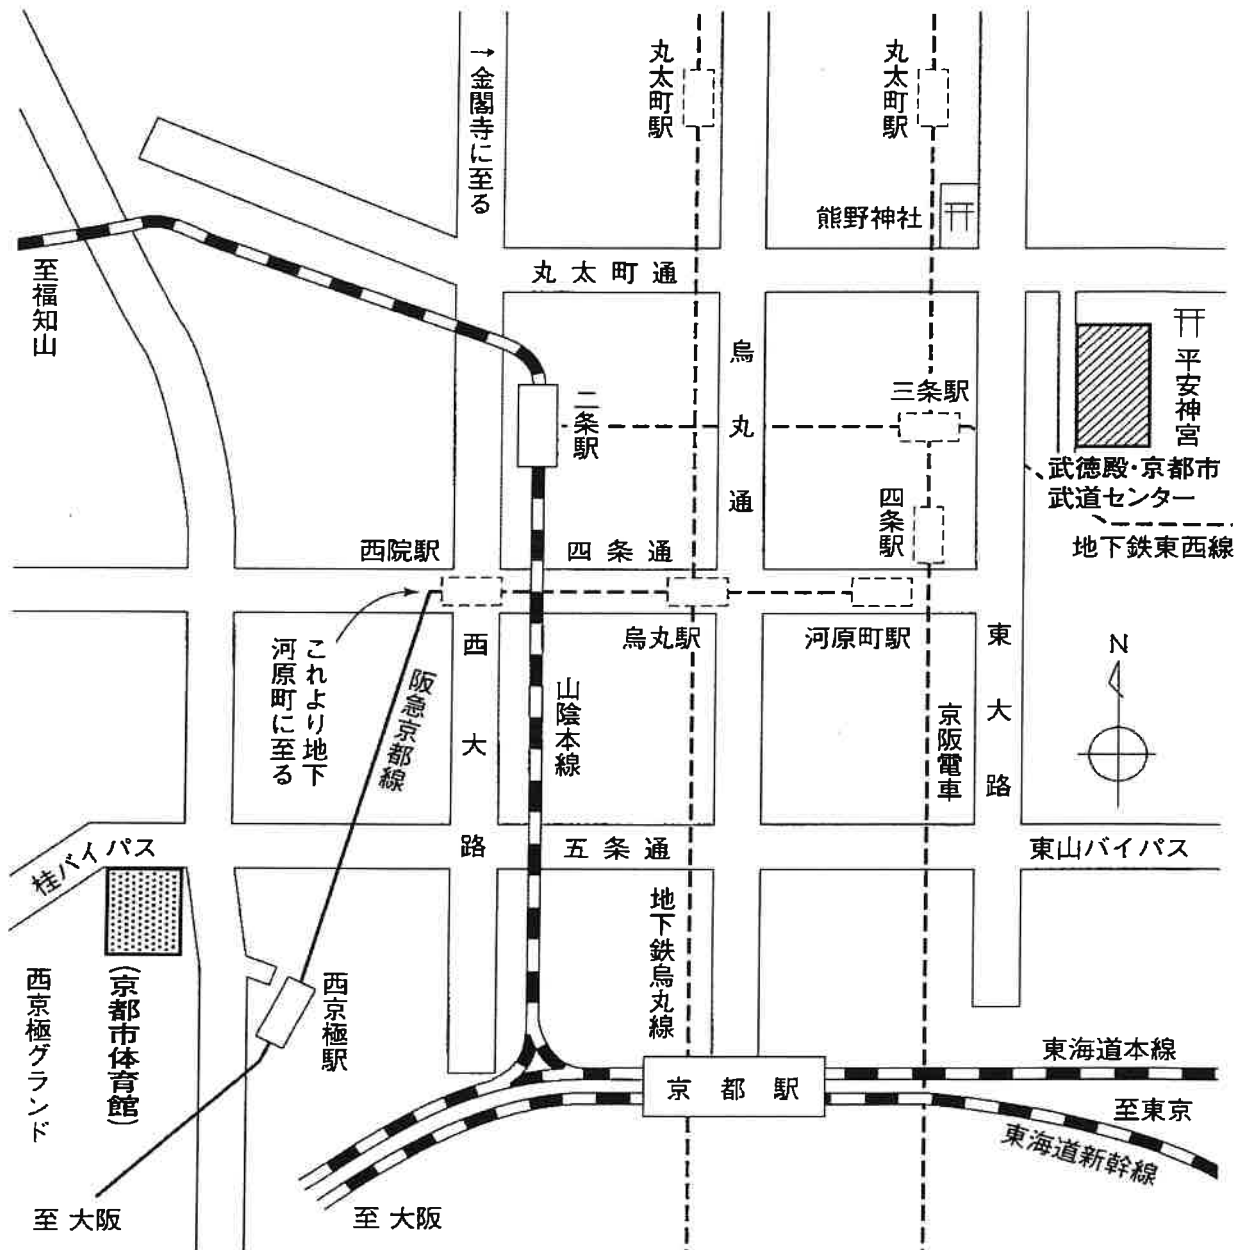 →金閣寺に至る
丸太町駅
丸太町駅
熊野神社
丸太町通
至福知山
烏丸通
二条駅
三条駅
平安神宮
武徳殿・京都市
武道センター
地下鉄東西線
四条駅
西院駅
四条通
烏丸駅
河原町駅
これより地下
河原町に至る
阪急京都線
西大路
山陰本線
京阪電車
東大路
N
桂バイパス
五条通
東山バイパス
西京極グランド
(京都市体育館)
西京極駅
地下鉄烏丸線
京都駅
東海道本線
至東京
東海道新幹線
至 大阪
至 大阪